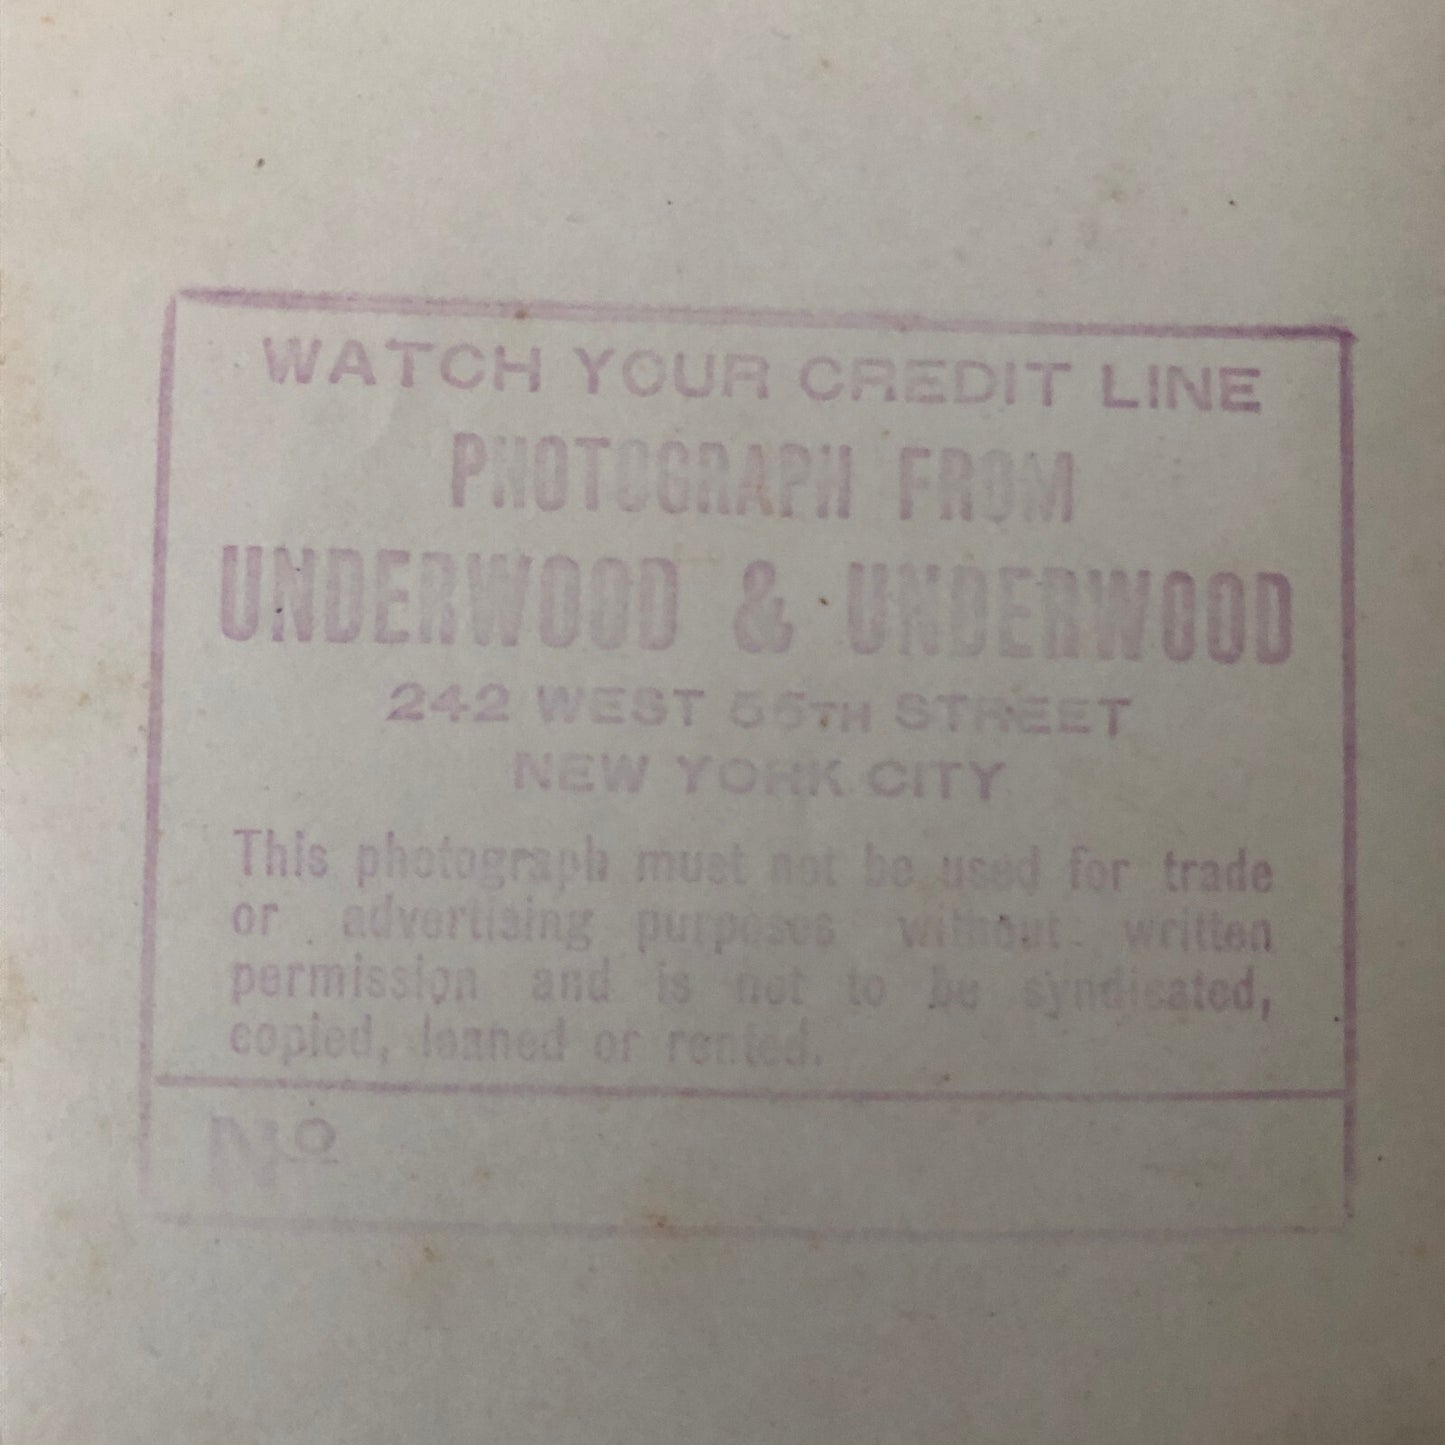 WATCH YOUR CREDIT LINE
PHOTOGRAPH FROM
UNDERWOOD & UNDERWOOD
242 WEST 55TH STREET
NEW YORK CITY
This photograph must not be used for trade
or advertising purposes without written
permission and is not to be syndicated,
copied, loaned or rented.
Nº